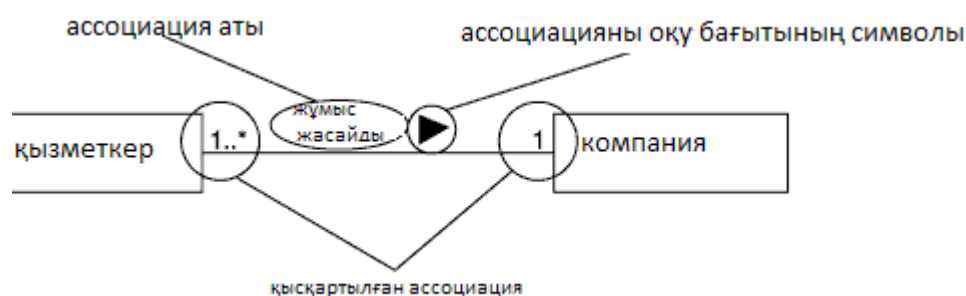 ассоциация аты
ассоциацияны оқу бағытының символы
жұмыс
жасайды
қызметкер
1..*
1
компания
қысқартылған ассоциация